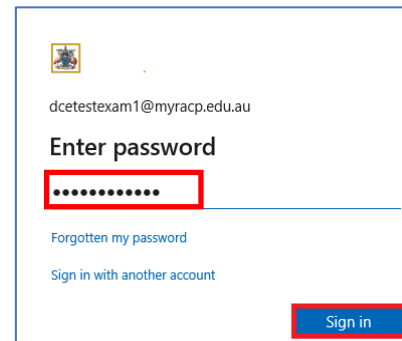 dcetestexam1@myracp.edu.au
Enter password
••••••••••••
Forgotten my password
Sign in with another account
Sign in